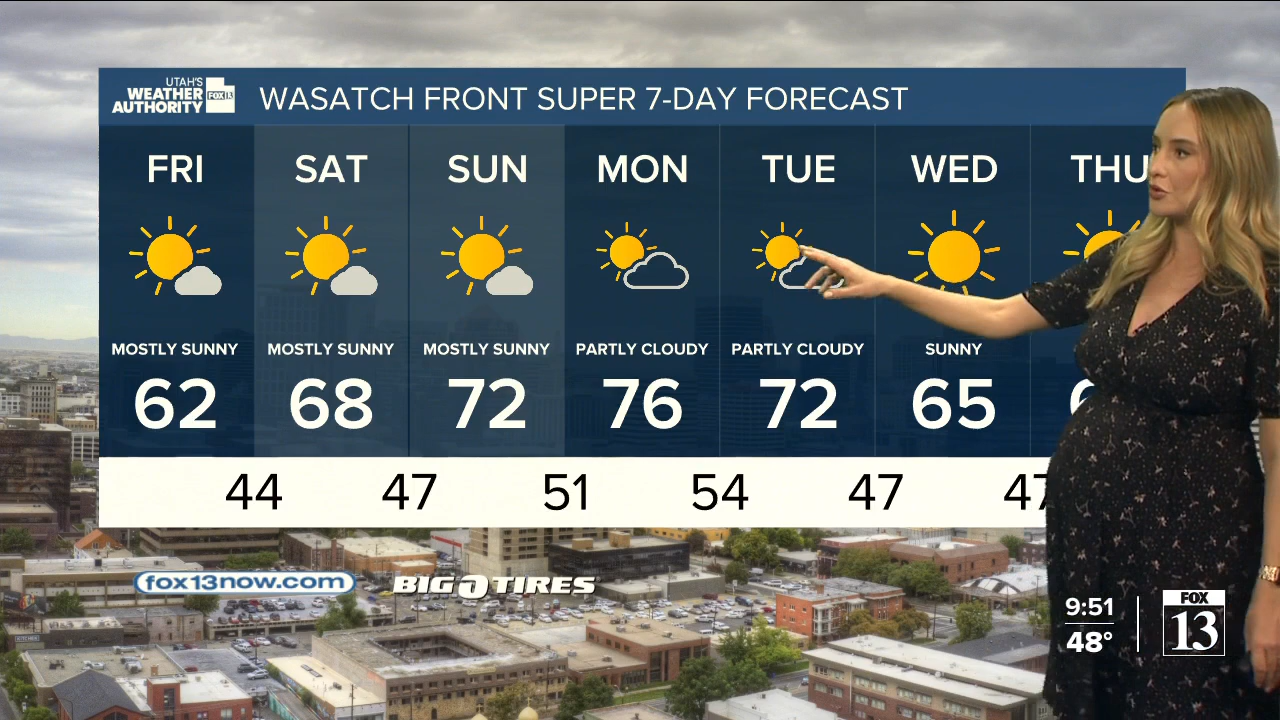 UTAH'S
WEATHER
AUTHORITY
FOX 13
WASATCH FRONT SUPER 7-DAY FORECAST
FRI SAT SUN MON TUE WED THU
MOSTLY SUNNY MOSTLY SUNNY MOSTLY SUNNY PARTLY CLOUDY PARTLY CLOUDY SUNNY
62 68 72 76 72 65
44 47 51 54 47 47
fox13now.com BIG O TIRES
9:51
48°
FOX
13